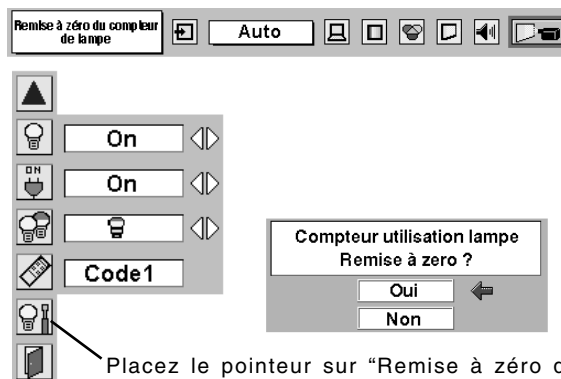 Remise à zéro du compteur
de lampe
Auto
On
ON
On
Code1
Compteur utilisation lampe
Remise à zero ?
Oui
Non
Placez le pointeur sur “Remise à zéro